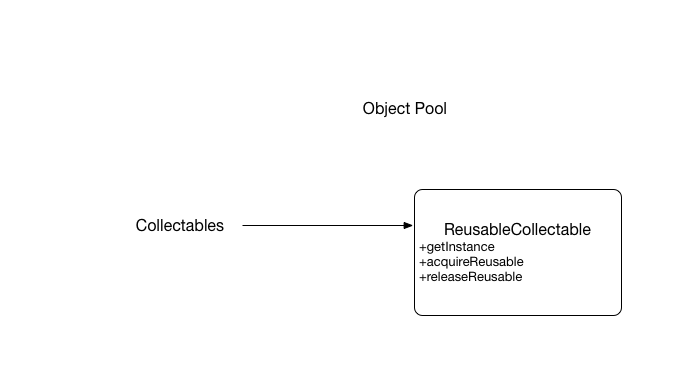 Object Pool
Collectables
ReusableCollectable
+getInstance
+acquireReusable
+releaseReusable